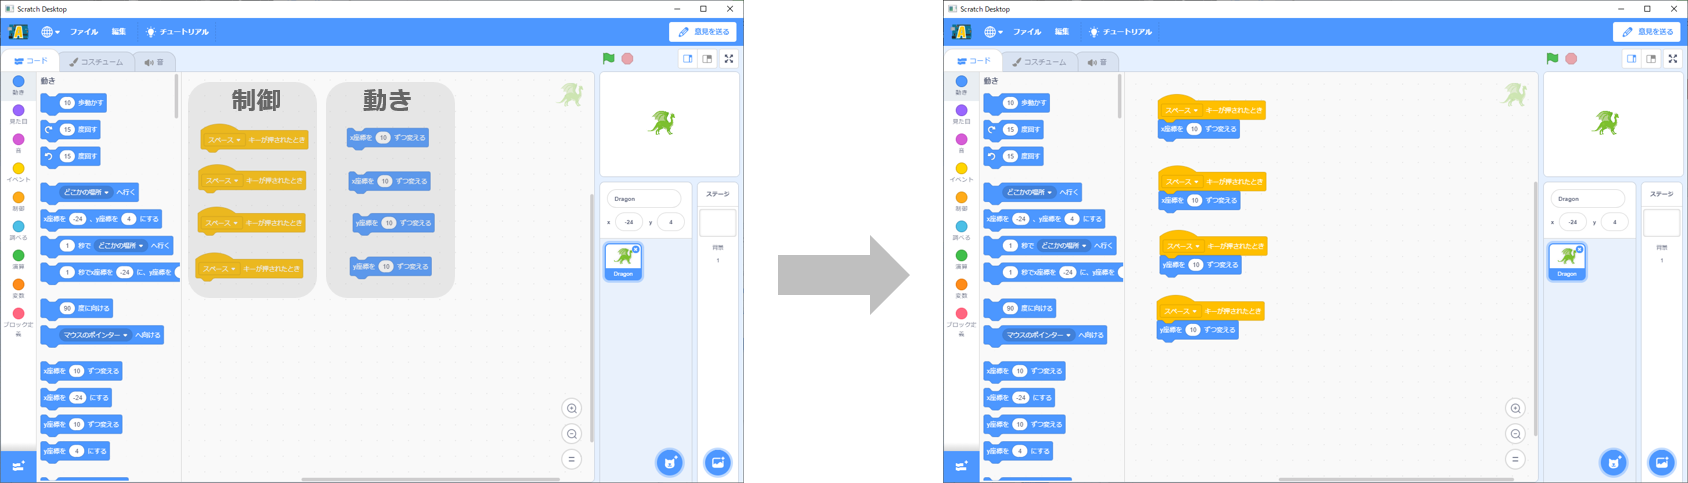 Scratch Desktop
ファイル 編集 チュートリアル 意見を送る
コード コスチューム 音
動き
見た目
音
イベント
制御
調べる
演算
変数
ブロック定義
動き
10 歩動かす
15 度回す
15 度回す
どこかの場所 へ行く
x座標を -24 、y座標を 4 にする
1 秒で どこかの場所 へ行く
1 秒でx座標を -24 に、y座標を
90 度に向ける
マウスのポインター へ向ける
x座標を 10 ずつ変える
x座標を -24 にする
y座標を 10 ずつ変える
y座標を 4 にする
制御
スペース キーが押されたとき
スペース キーが押されたとき
スペース キーが押されたとき
スペース キーが押されたとき
動き
x座標を 10 ずつ変える
x座標を 10 ずつ変える
y座標を 10 ずつ変える
y座標を 10 ずつ変える
Dragon
x -24 y 4
Dragon
ステージ
背景
1
Scratch Desktop
ファイル 編集 チュートリアル 意見を送る
コード コスチューム 音
動き
見た目
音
イベント
制御
調べる
演算
変数
ブロック定義
動き
10 歩動かす
15 度回す
15 度回す
どこかの場所 へ行く
x座標を -24 、y座標を 4 にする
1 秒で どこかの場所 へ行く
1 秒でx座標を -24 に、y座標を
90 度に向ける
マウスのポインター へ向ける
x座標を 10 ずつ変える
x座標を -24 にする
y座標を 10 ずつ変える
y座標を 4 にする
スペース キーが押されたとき
x座標を 10 ずつ変える
スペース キーが押されたとき
x座標を 10 ずつ変える
スペース キーが押されたとき
y座標を 10 ずつ変える
スペース キーが押されたとき
y座標を 10 ずつ変える
Dragon
x -24 y 4
Dragon
ステージ
背景
1